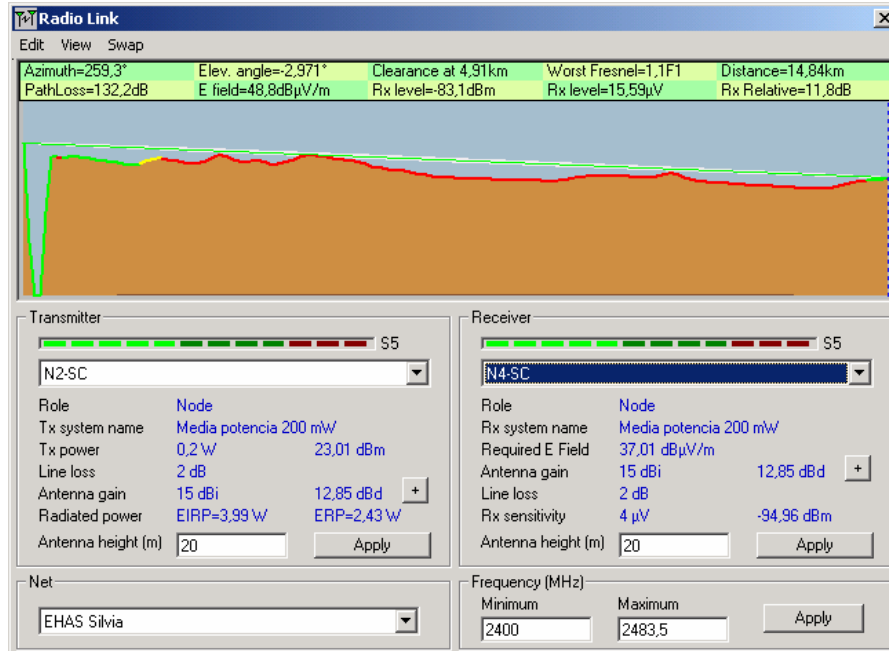 Radio Link
Edit View Swap
Azimuth=259,3° Elev. angle=-2,971° Clearance at 4,91km Worst Fresnel=1,1F1 Distance=14,84km
PathLoss=132,2dB E field=48,8dBµV/m Rx level=-83,1dBm Rx level=15,59µV Rx Relative=11,8dB
Transmitter
S5
N2-SC
Role Node
Tx system name Media potencia 200 mW
Tx power 0,2 W 23,01 dBm
Line loss 2 dB
Antenna gain 15 dBi 12,85 dBd +
Radiated power EIRP=3,99 W ERP=2,43 W
Antenna height (m) 20 Apply
Receiver
S5
N4-SC
Role Node
Rx system name Media potencia 200 mW
Required E Field 37,01 dBµV/m
Antenna gain 15 dBi 12,85 dBd +
Line loss 2 dB
Rx sensitivity 4 µV -94,96 dBm
Antenna height (m) 20 Apply
Net
EHAS Silvia
Frequency (MHz)
Minimum Maximum
2400 2483,5 Apply